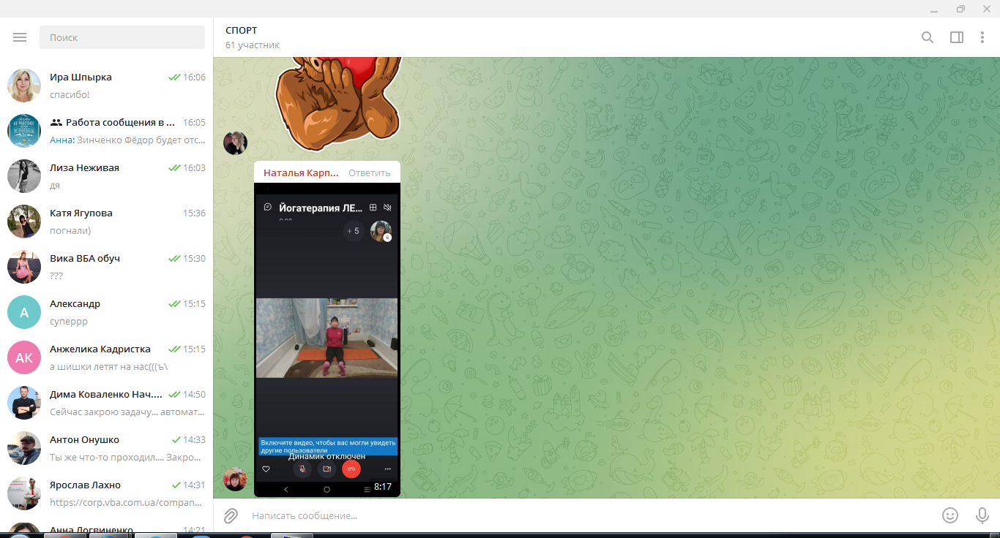 Поиск
СПОРТ
61 участник
Ира Шпырка 16:06
спасибо!
Работа сообщения в ... 16:05
Анна: Зинченко Фёдор будет отс...
НЕ РАБОТАЮТ
Лиза Неживая 16:03
дя
Катя Ягупова 15:36
погнали)
Вика ВБА обуч 15:30
???
А
Александр 15:15
суперрр
АК
Анжелика Кадристка 15:15
а шишки летят на нас(((ъ\
Дима Коваленко Нач.... 14:50
Сейчас закрою задачу... автомат...
Антон Онушко 14:33
Ты же что-то проходил.... Закро...
Ярослав Лахно 14:31
https://corp.vba.com.ua/compan...
Анна Логвиненко 14:21
Наталья Карп... Ответить
Йогатерапия ЛЕ...
+ 5
Включите видео, чтобы вас могли увидеть
другие пользователи
Динамик отключен
8:17
Написать сообщение...